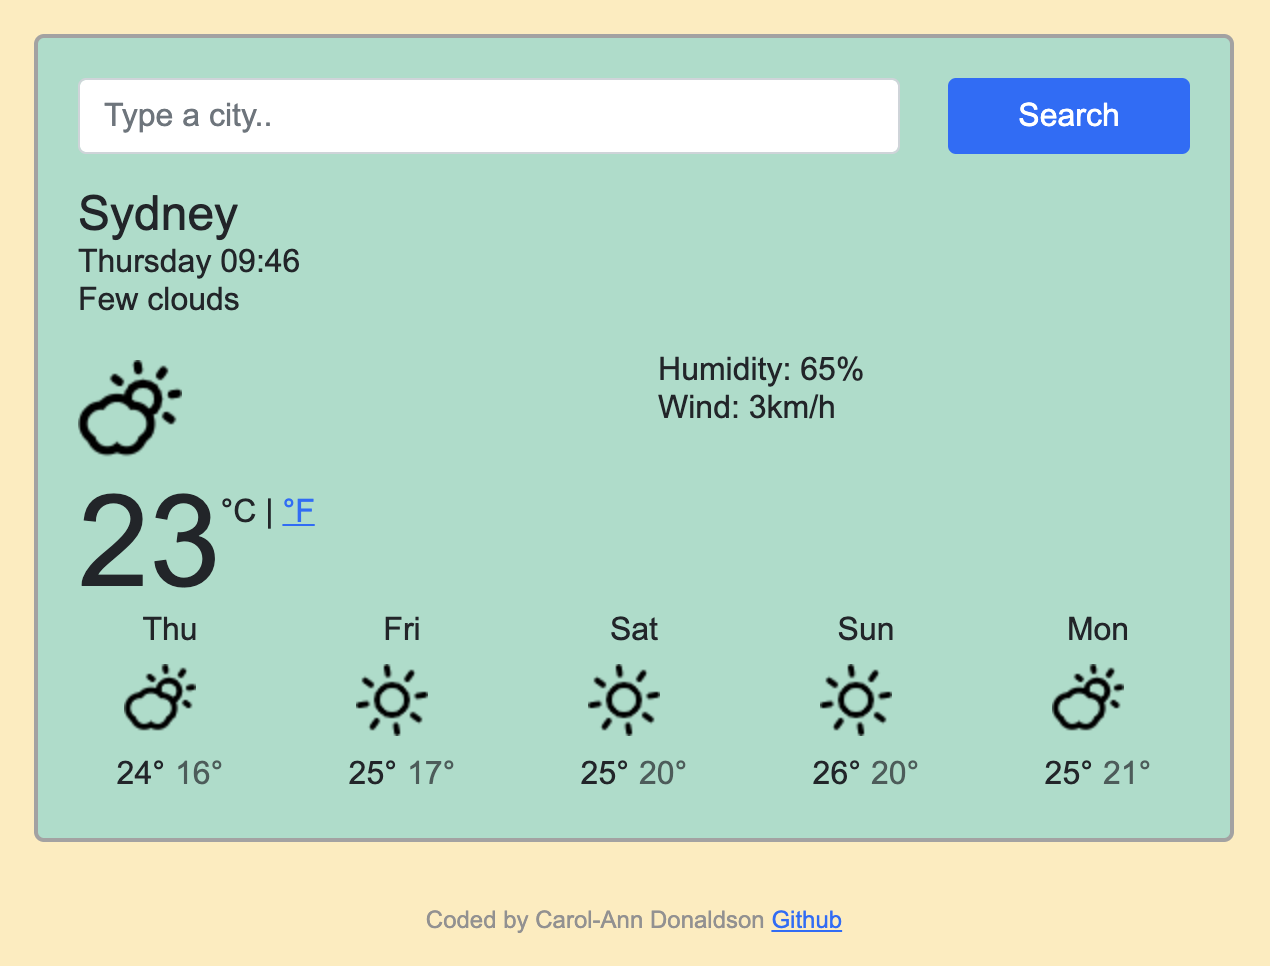 Type a city..
Search
Sydney
Thursday 09:46
Few clouds
Humidity: 65%
Wind: 3km/h
23 °C | °F
Thu Fri Sat Sun Mon
24° 16° 25° 17° 25° 20° 26° 20° 25° 21°
Coded by Carol-Ann Donaldson Github